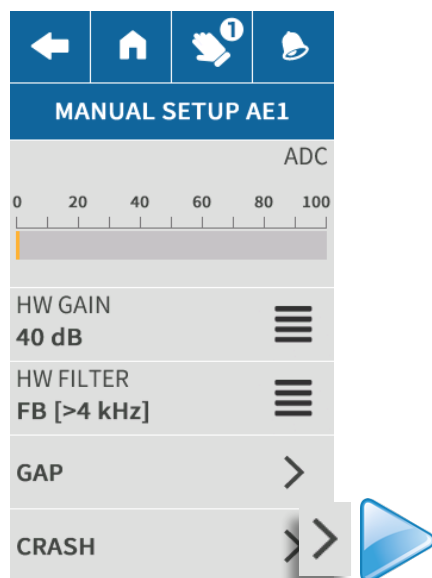 1
MANUAL SETUP AE1
ADC
0 20 40 60 80 100
HW GAIN
40 dB
HW FILTER
FB [>4 kHz]
GAP
CRASH